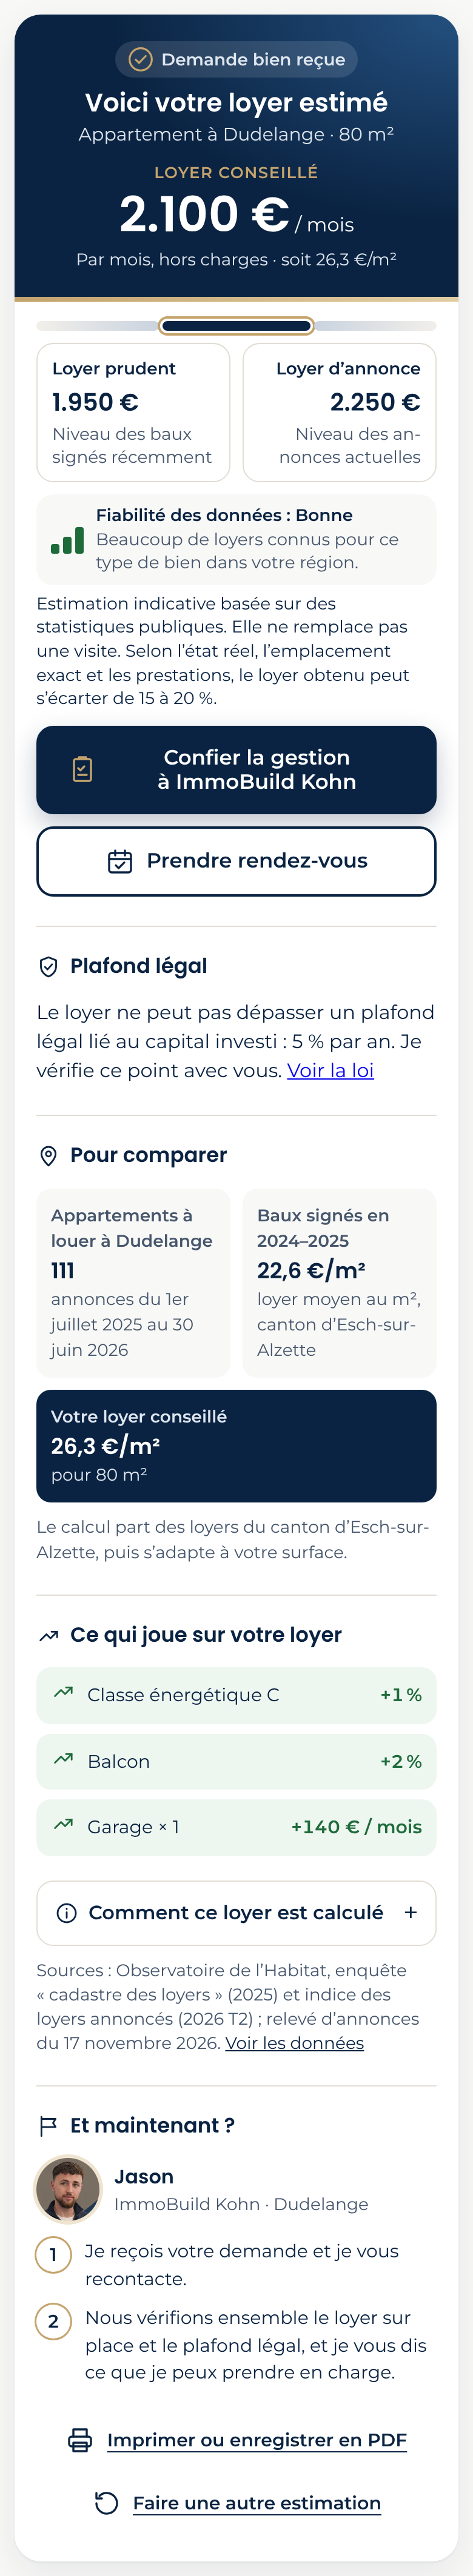 Demande bien reçue
Voici votre loyer estimé
Appartement à Dudelange · 80 m²
LOYER CONSEILLÉ
2.100 € / mois
Par mois, hors charges · soit 26,3 €/m²
Loyer prudent
1.950 €
Niveau des baux
signés récemment
Loyer d’annonce
2.250 €
Niveau des an-
nonces actuelles
Fiabilité des données : Bonne
Beaucoup de loyers connus pour ce
type de bien dans votre région.
Estimation indicative basée sur des
statistiques publiques. Elle ne remplace pas
une visite. Selon l’état réel, l’emplacement
exact et les prestations, le loyer obtenu peut
s’écarter de 15 à 20 %.
Confier la gestion
à ImmoBuild Kohn
Prendre rendez-vous
Plafond légal
Le loyer ne peut pas dépasser un plafond
légal lié au capital investi : 5 % par an. Je
vérifie ce point avec vous. Voir la loi
Pour comparer
Appartements à
louer à Dudelange
111
annonces du 1er
juillet 2025 au 30
juin 2026
Baux signés en
2024–2025
22,6 €/m²
loyer moyen au m²,
canton d’Esch-sur-
Alzette
Votre loyer conseillé
26,3 €/m²
pour 80 m²
Le calcul part des loyers du canton d’Esch-sur-
Alzette, puis s’adapte à votre surface.
Ce qui joue sur votre loyer
Classe énergétique C +1 %
Balcon +2 %
Garage × 1 +140 € / mois
Comment ce loyer est calculé +
Sources : Observatoire de l’Habitat, enquête
« cadastre des loyers » (2025) et indice des
loyers annoncés (2026 T2) ; relevé d’annonces
du 17 novembre 2026. Voir les données
Et maintenant ?
Jason
ImmoBuild Kohn · Dudelange
1 Je reçois votre demande et je vous
recontacte.
2 Nous vérifions ensemble le loyer sur
place et le plafond légal, et je vous dis
ce que je peux prendre en charge.
Imprimer ou enregistrer en PDF
Faire une autre estimation